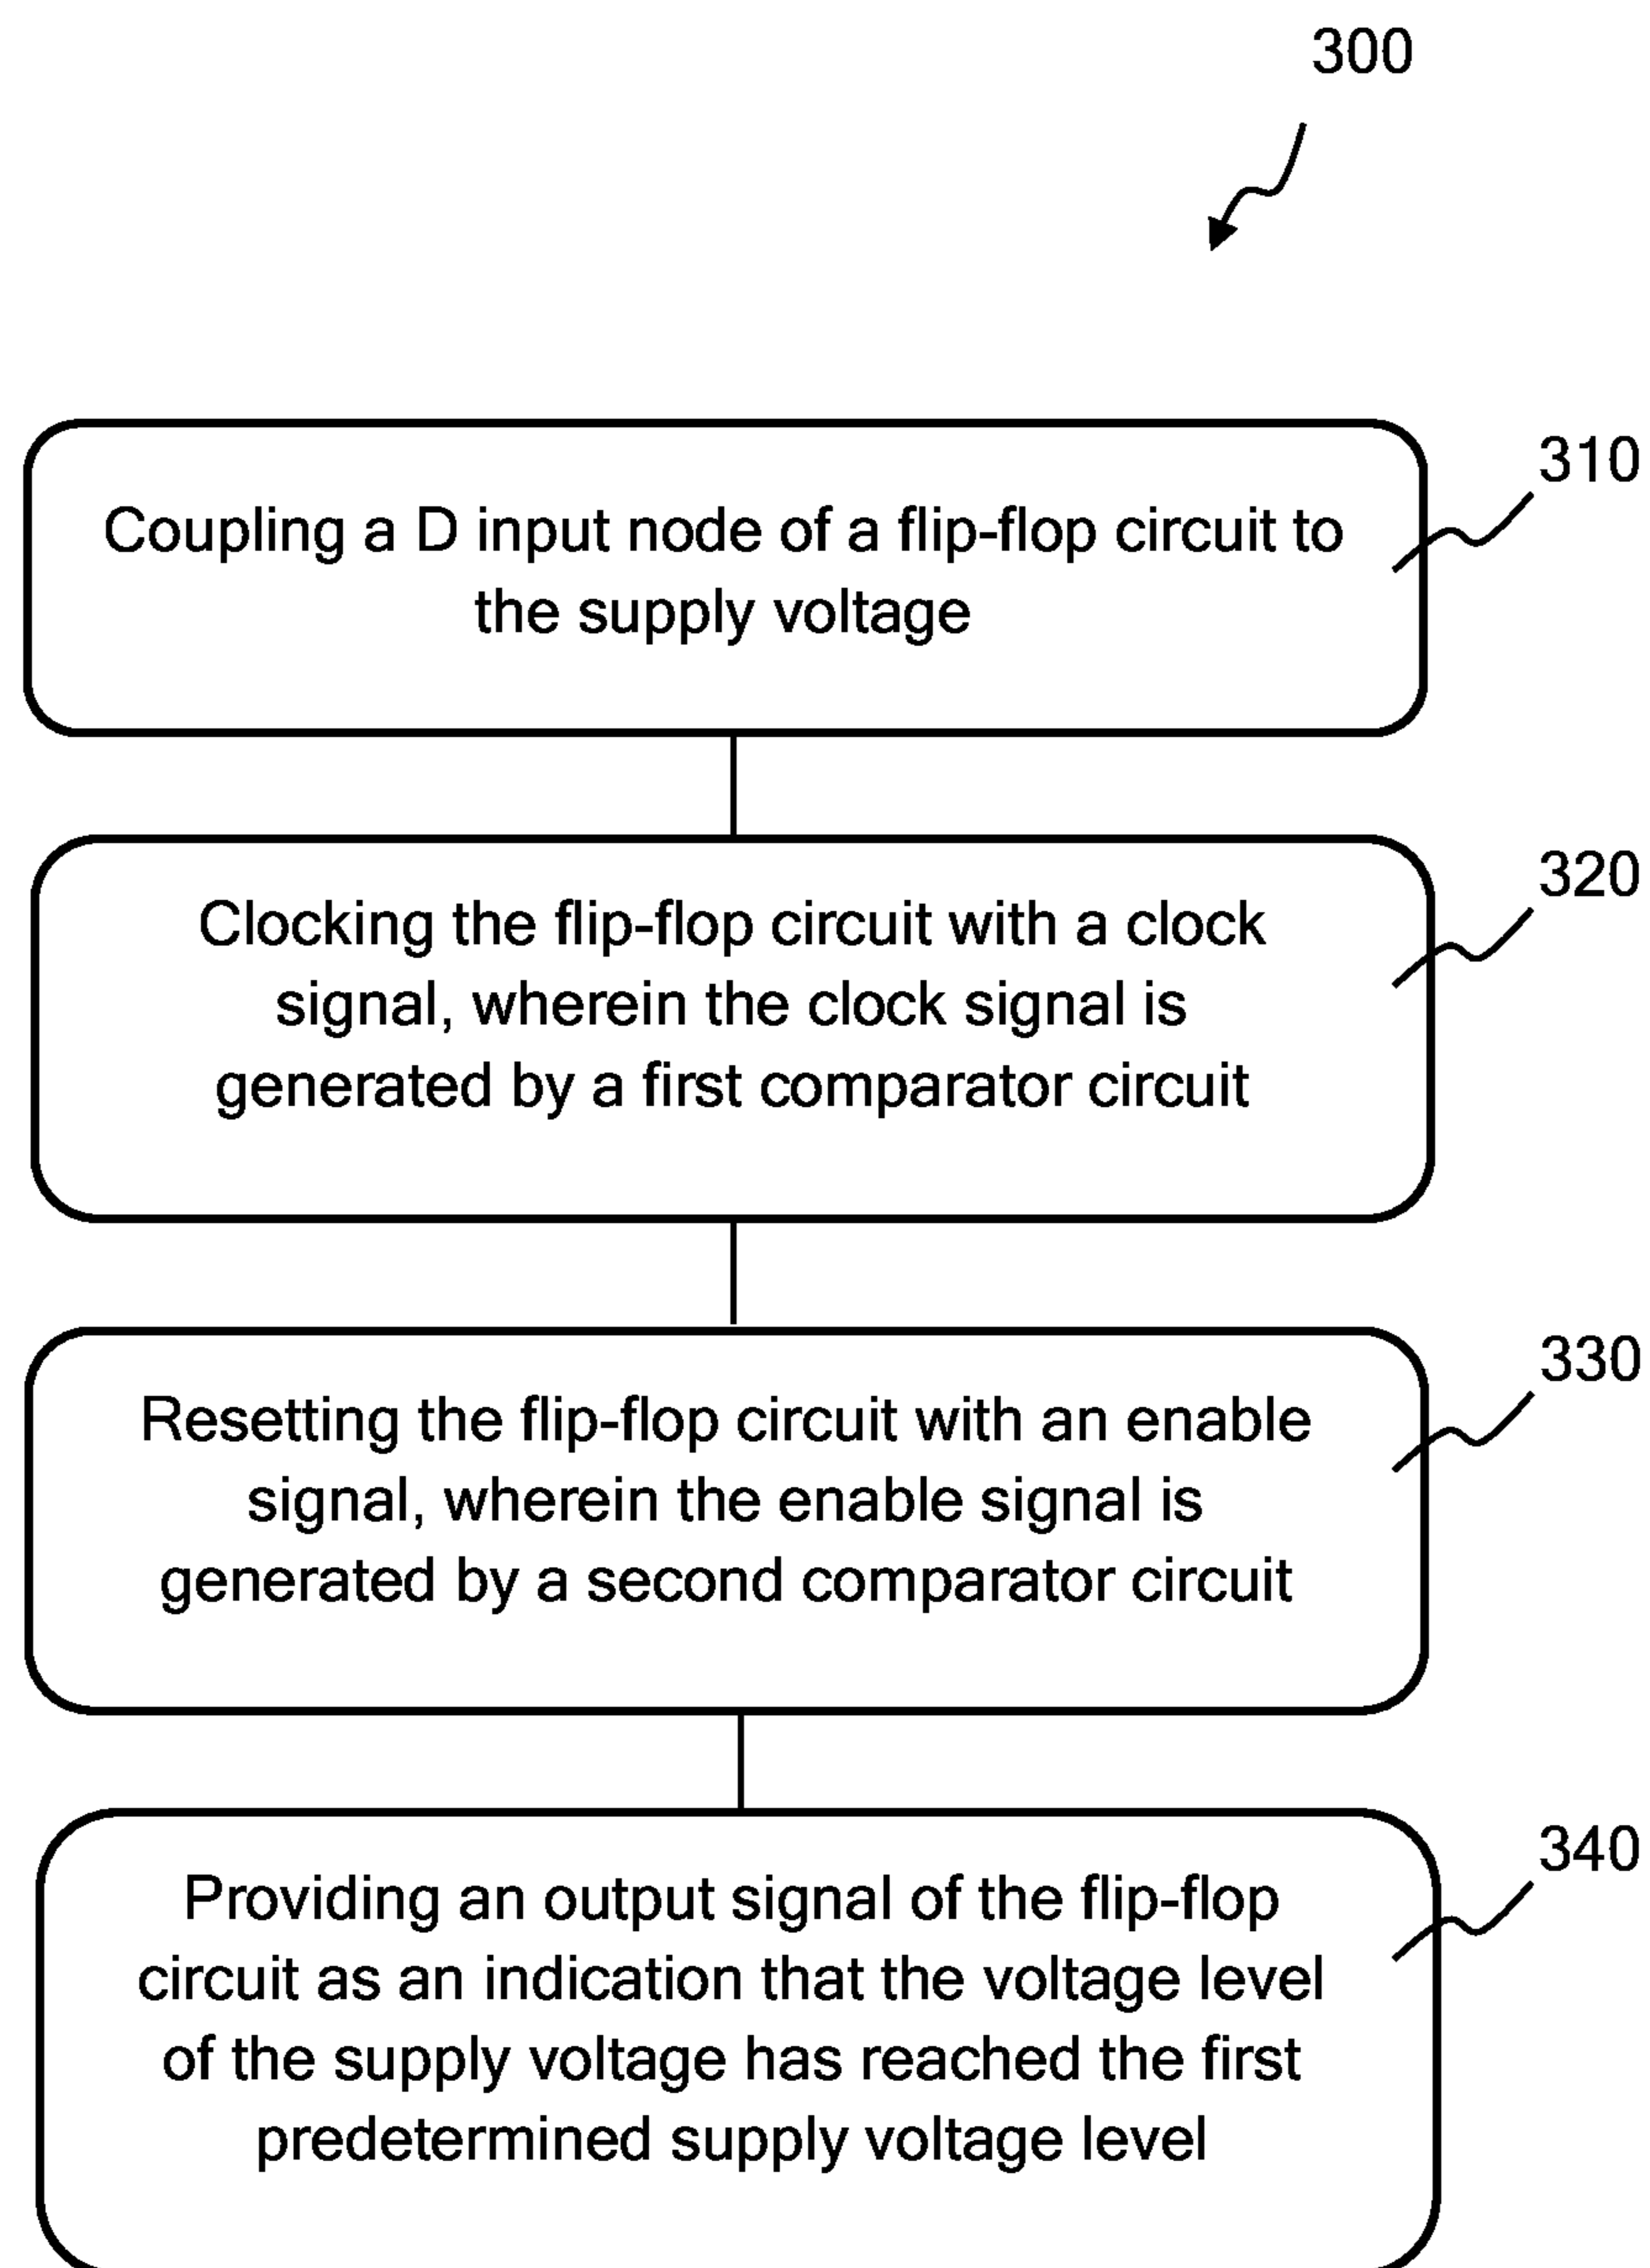 300
310
Coupling a D input node of a flip-flop circuit to
the supply voltage
320
Clocking the flip-flop circuit with a clock
signal, wherein the clock signal is
generated by a first comparator circuit
330
Resetting the flip-flop circuit with an enable
signal, wherein the enable signal is
generated by a second comparator circuit
340
Providing an output signal of the flip-flop
circuit as an indication that the voltage level
of the supply voltage has reached the first
predetermined supply voltage level